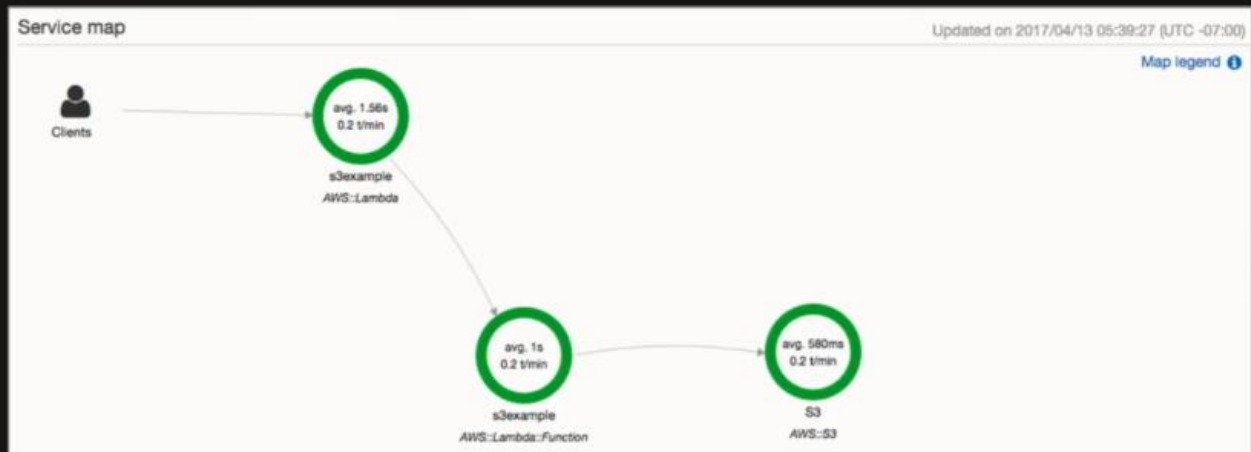 Service map
Updated on 2017/04/13 05:39:27 (UTC -07:00)
Map legend
Clients
avg. 1.56s
0.2 t/min
s3example
AWS::Lambda
avg. 1s
0.2 t/min
s3example
AWS::Lambda::Function
avg. 580ms
0.2 t/min
S3
AWS::S3